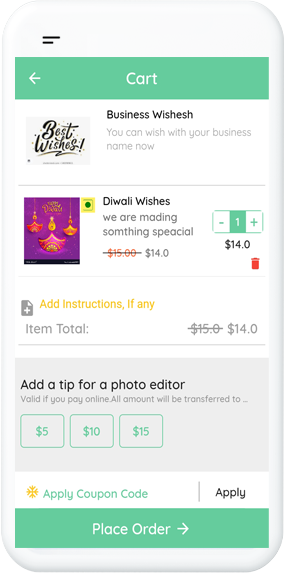 Cart
Best
Wishes!
Business Wishesh
You can wish with your business
name now
Diwali Wishes
we are mading
somthing speacial
$15.00 $14.0
- 1 +
$14.0
Add Instructions, If any
Item Total: $15.0 $14.0
Add a tip for a photo editor
Valid if you pay online.All amount will be transferred to ...
$5 $10 $15
Apply Coupon Code Apply
Place Order